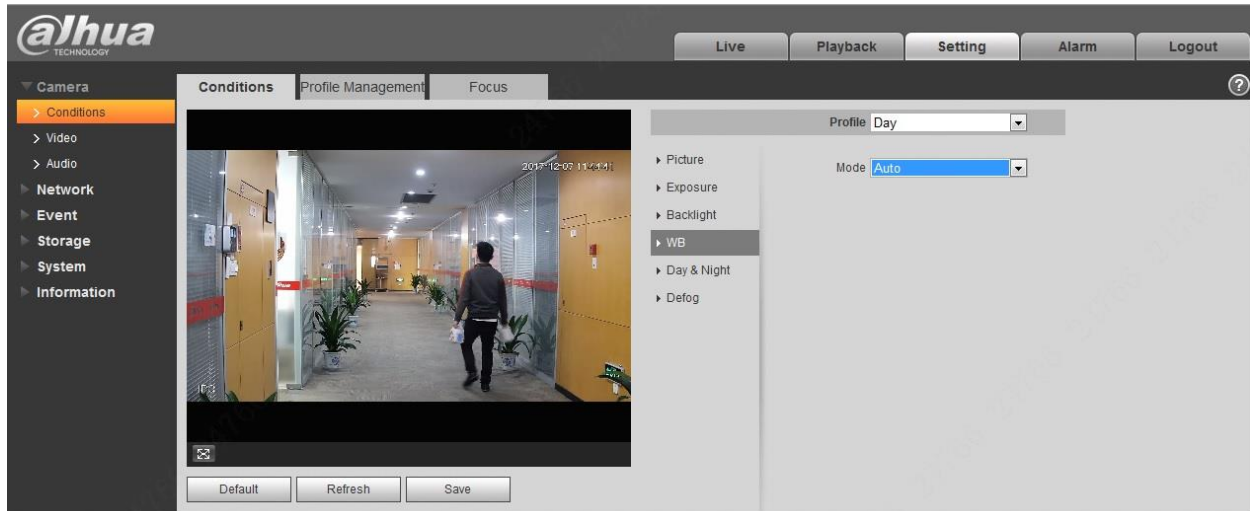 alhua
TECHNOLOGY
Live
Playback
Setting
Alarm
Logout
Camera
Conditions
Video
Audio
Network
Event
Storage
System
Information
Conditions
Profile Management
Focus
?
Profile Day
Picture
Exposure
Backlight
WB
Day & Night
Defog
Mode Auto
Default
Refresh
Save